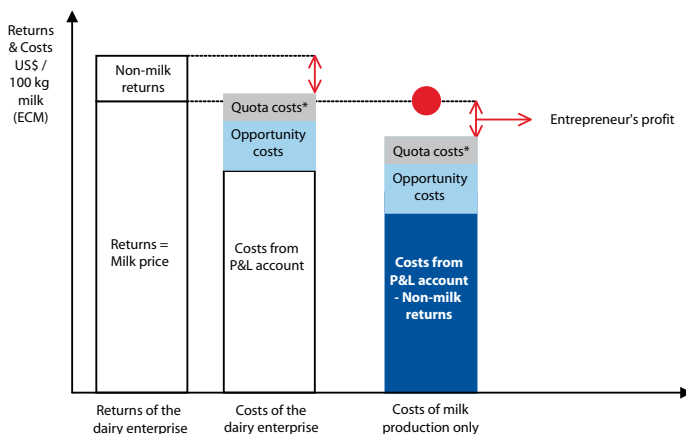 Returns
& Costs
US$ /
100 kg
milk
(ECM)
Non-milk
returns
Returns =
Milk price
Quota costs*
Opportunity
costs
Costs from
P&L account
Quota costs*
Opportunity
costs
Costs from
P&L account
- Non-milk
returns
Entrepreneur's profit
Returns of the
dairy enterprise
Costs of the
dairy enterprise
Costs of milk
production only